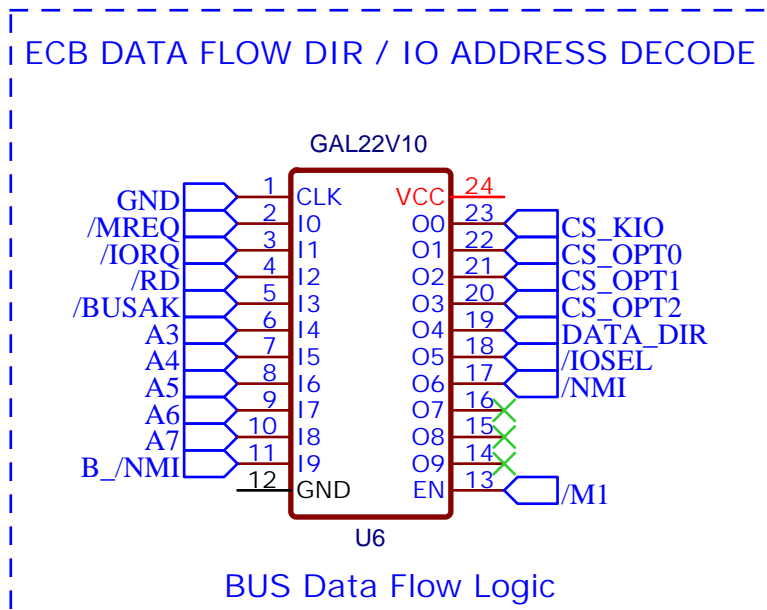 ECB DATA FLOW DIR / IO ADDRESS DECODE
GAL22V10
GND 1 CLK VCC 24
/MREQ 2 I0 O0 23 CS_KIO
/IORQ 3 I1 O1 22 CS_OPT0
/RD 4 I2 O2 21 CS_OPT1
/BUSAK 5 I3 O3 20 CS_OPT2
A3 6 I4 O4 19 DATA_DIR
A4 7 I5 O5 18 /IOSEL
A5 8 I6 O6 17 /NMI
A6 9 I7 O7 16
A7 10 I8 O8 15
B_/NMI 11 I9 O9 14
12 GND EN 13 /M1
U6
BUS Data Flow Logic